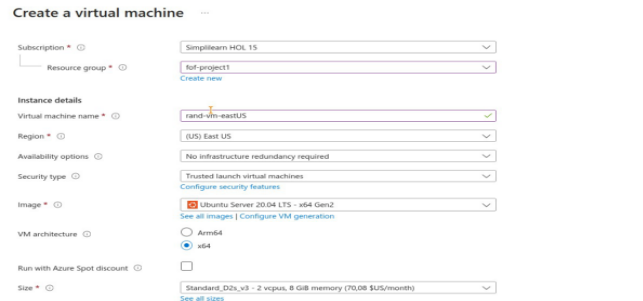 Create a virtual machine ...
Subscription *
Simplilearn HOL 15
Resource group *
fof-project1
Create new
Instance details
Virtual machine name *
rand-vm-eastUS
Region *
(US) East US
Availability options
No infrastructure redundancy required
Security type
Trusted launch virtual machines
Configure security features
Image *
Ubuntu Server 20.04 LTS - x64 Gen2
See all images | Configure VM generation
VM architecture
Arm64
x64
Run with Azure Spot discount
Size *
Standard_D2s_v3 - 2 vcpus, 8 GiB memory (70,08 $US/month)
See all sizes